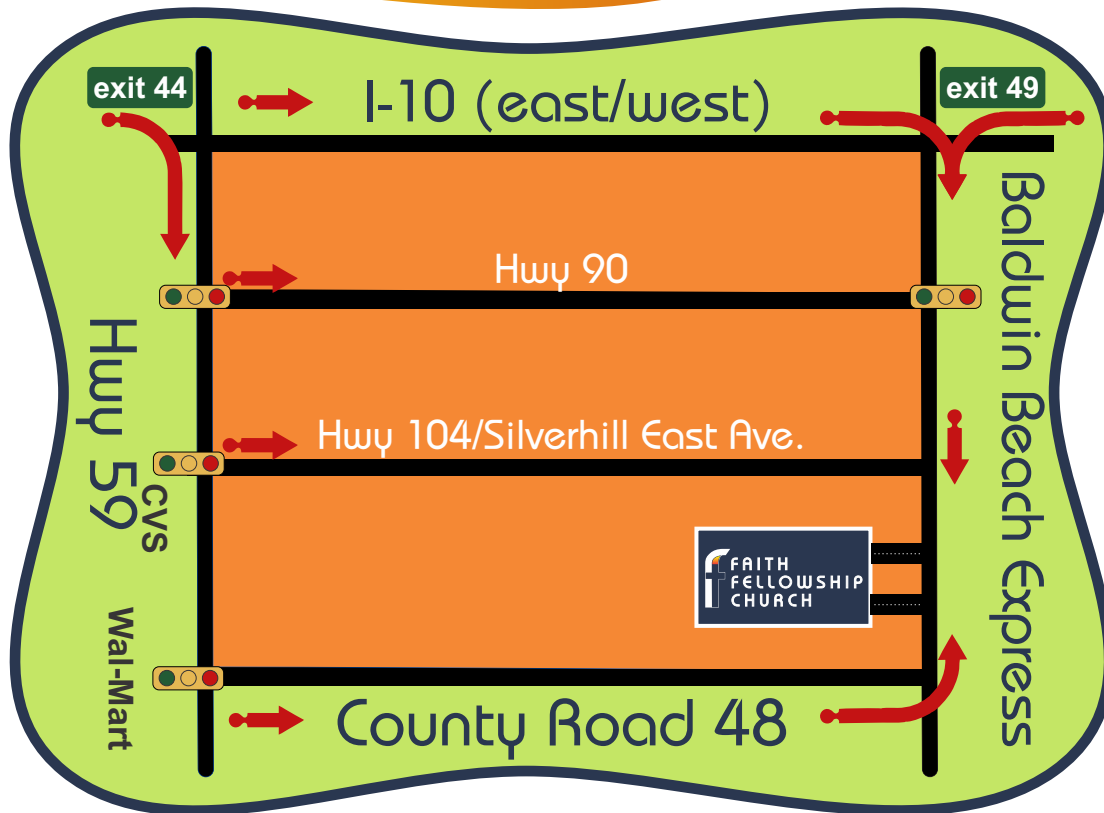 exit 44
I-10 (east/west)
exit 49
Hwy 90
Hwy 59
Baldwin Beach Express
Hwy 104/Silverhill East Ave.
CVS
FAITH
FELLOWSHIP
CHURCH
Wal-Mart
County Road 48